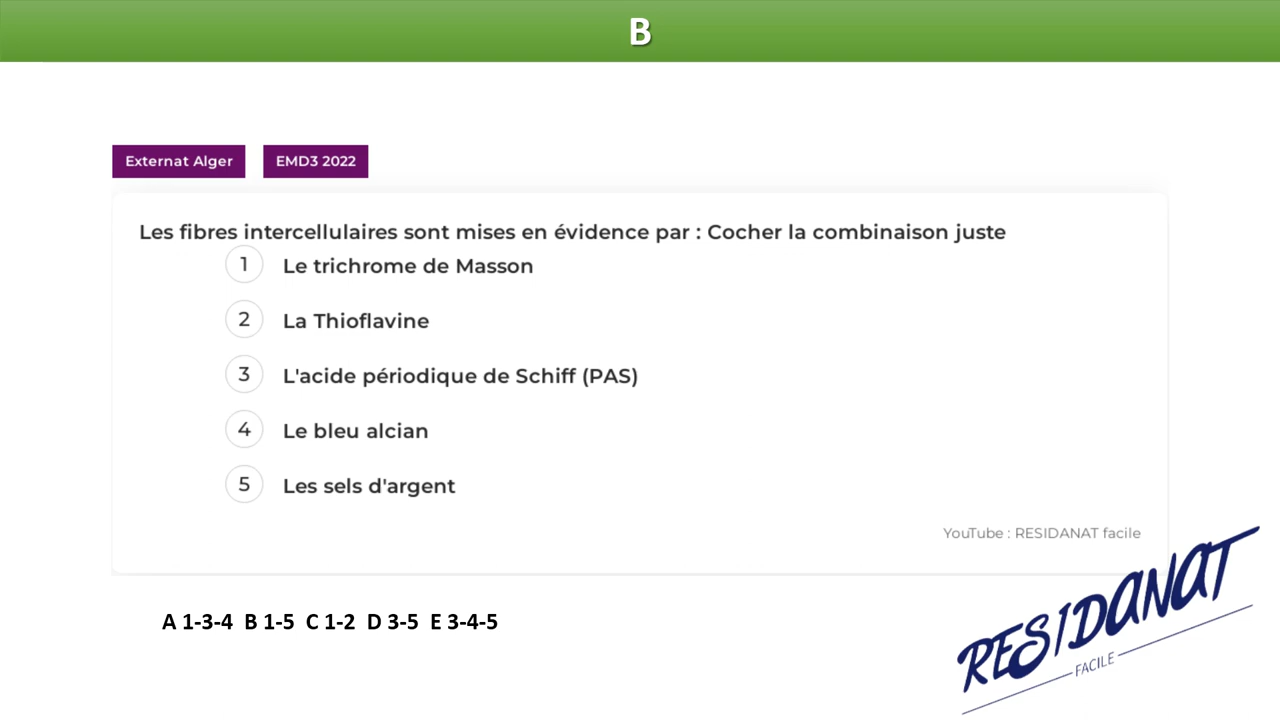 B
Externat Alger EMD3 2022
Les fibres intercellulaires sont mises en évidence par : Cocher la combinaison juste
1 Le trichrome de Masson
2 La Thioflavine
3 L'acide périodique de Schiff (PAS)
4 Le bleu alcian
5 Les sels d'argent
YouTube : RESIDANAT facile
A 1-3-4 B 1-5 C 1-2 D 3-5 E 3-4-5
RESIDANAT
FACILE